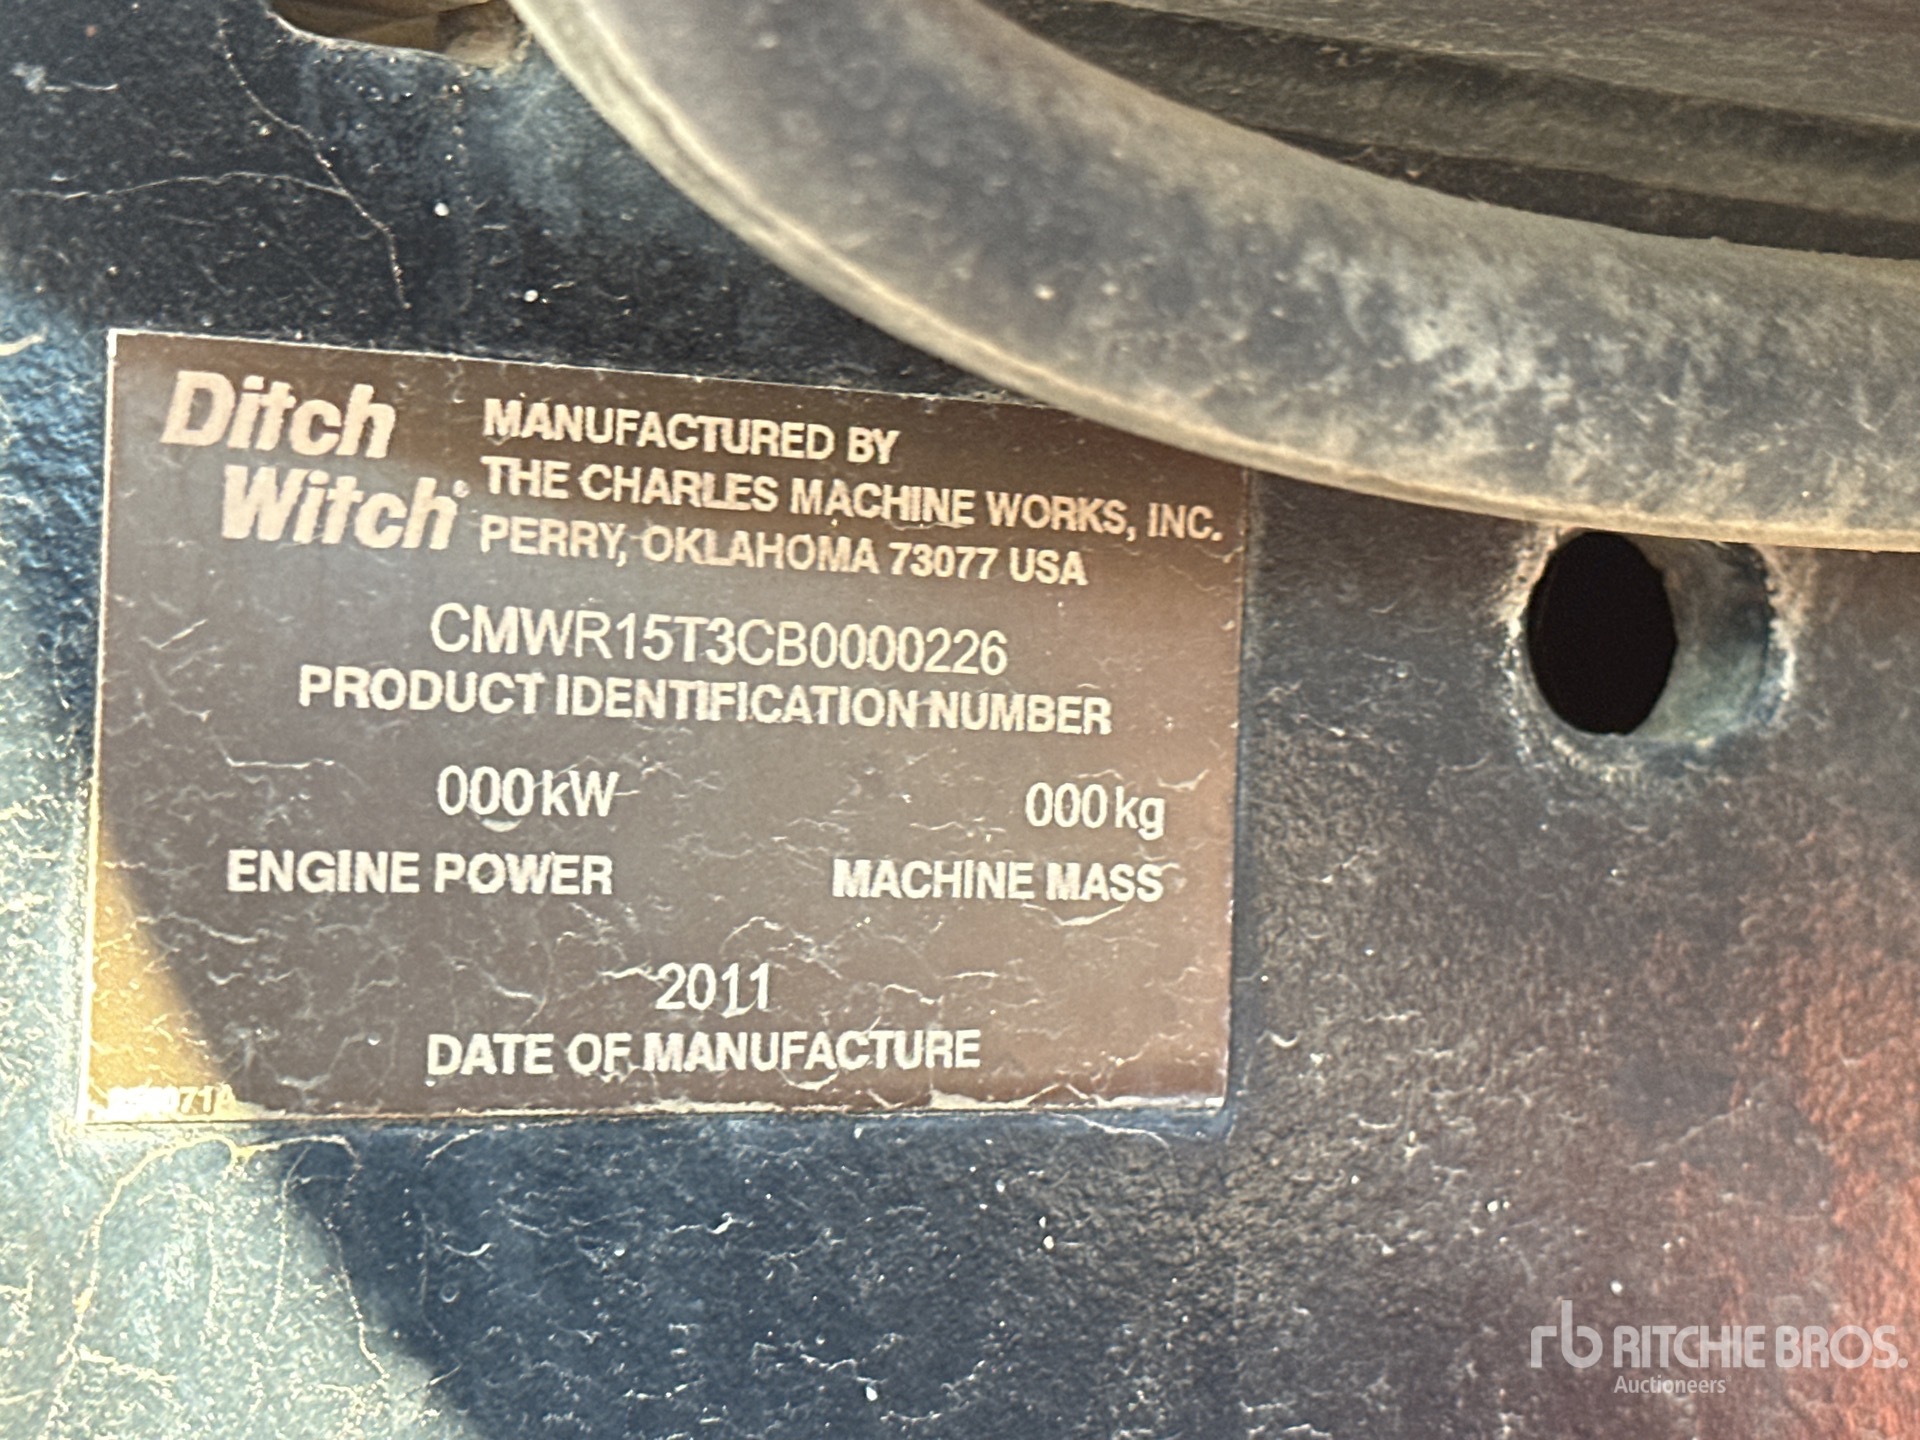 Ditch
Witch®
MANUFACTURED BY
THE CHARLES MACHINE WORKS, INC.
PERRY, OKLAHOMA 73077 USA
CMWR15T3CB0000226
PRODUCT IDENTIFICATION NUMBER
000 kW
000 kg
ENGINE POWER
MACHINE MASS
2011
DATE OF MANUFACTURE
rb RITCHIE BROS.
Auctioneers